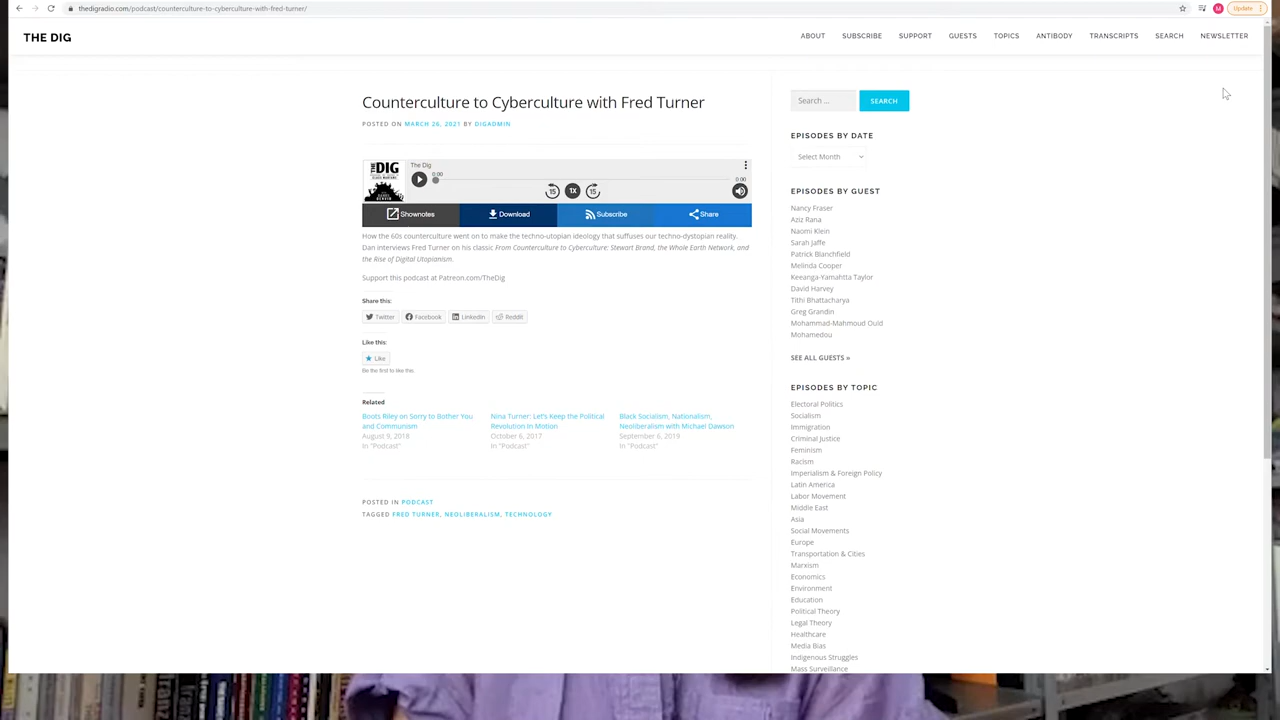 thedigradio.com/podcast/counterculture-to-cyberculture-with-fred-turner/
M
Update
THE DIG
ABOUT
SUBSCRIBE
SUPPORT
GUESTS
TOPICS
ANTIBODY
TRANSCRIPTS
SEARCH
NEWSLETTER
Counterculture to Cyberculture with Fred Turner
POSTED ON MARCH 26, 2021 BY DIGADMIN
THE DIG
The Dig
0:00
0:00
15
1X
15
Shownotes
Download
Subscribe
Share
How the 60s counterculture went on to make the techno-utopian ideology that suffuses our techno-dystopian reality.
Dan interviews Fred Turner on his classic From Counterculture to Cyberculture: Stewart Brand, the Whole Earth Network, and
the Rise of Digital Utopianism.
Support this podcast at Patreon.com/TheDig
Share this:
Twitter
Facebook
LinkedIn
Reddit
Like this:
Like
Be the first to like this.
Related
Boots Riley on Sorry to Bother You
and Communism
August 9, 2018
In "Podcast"
Nina Turner: Let's Keep the Political
Revolution In Motion
October 6, 2017
In "Podcast"
Black Socialism, Nationalism,
Neoliberalism with Michael Dawson
September 6, 2019
In "Podcast"
POSTED IN PODCAST
TAGGED FRED TURNER, NEOLIBERALISM, TECHNOLOGY
Search ...
SEARCH
EPISODES BY DATE
Select Month
EPISODES BY GUEST
Nancy Fraser
Aziz Rana
Naomi Klein
Sarah Jaffe
Patrick Blanchfield
Melinda Cooper
Keeanga-Yamahtta Taylor
David Harvey
Tithi Bhattacharya
Greg Grandin
Mohammad-Mahmoud Ould
Mohamedou
SEE ALL GUESTS »
EPISODES BY TOPIC
Electoral Politics
Socialism
Immigration
Criminal Justice
Feminism
Racism
Imperialism & Foreign Policy
Latin America
Labor Movement
Middle East
Asia
Social Movements
Europe
Transportation & Cities
Marxism
Economics
Environment
Education
Political Theory
Legal Theory
Healthcare
Media Bias
Indigenous Struggles
Mass Surveillance